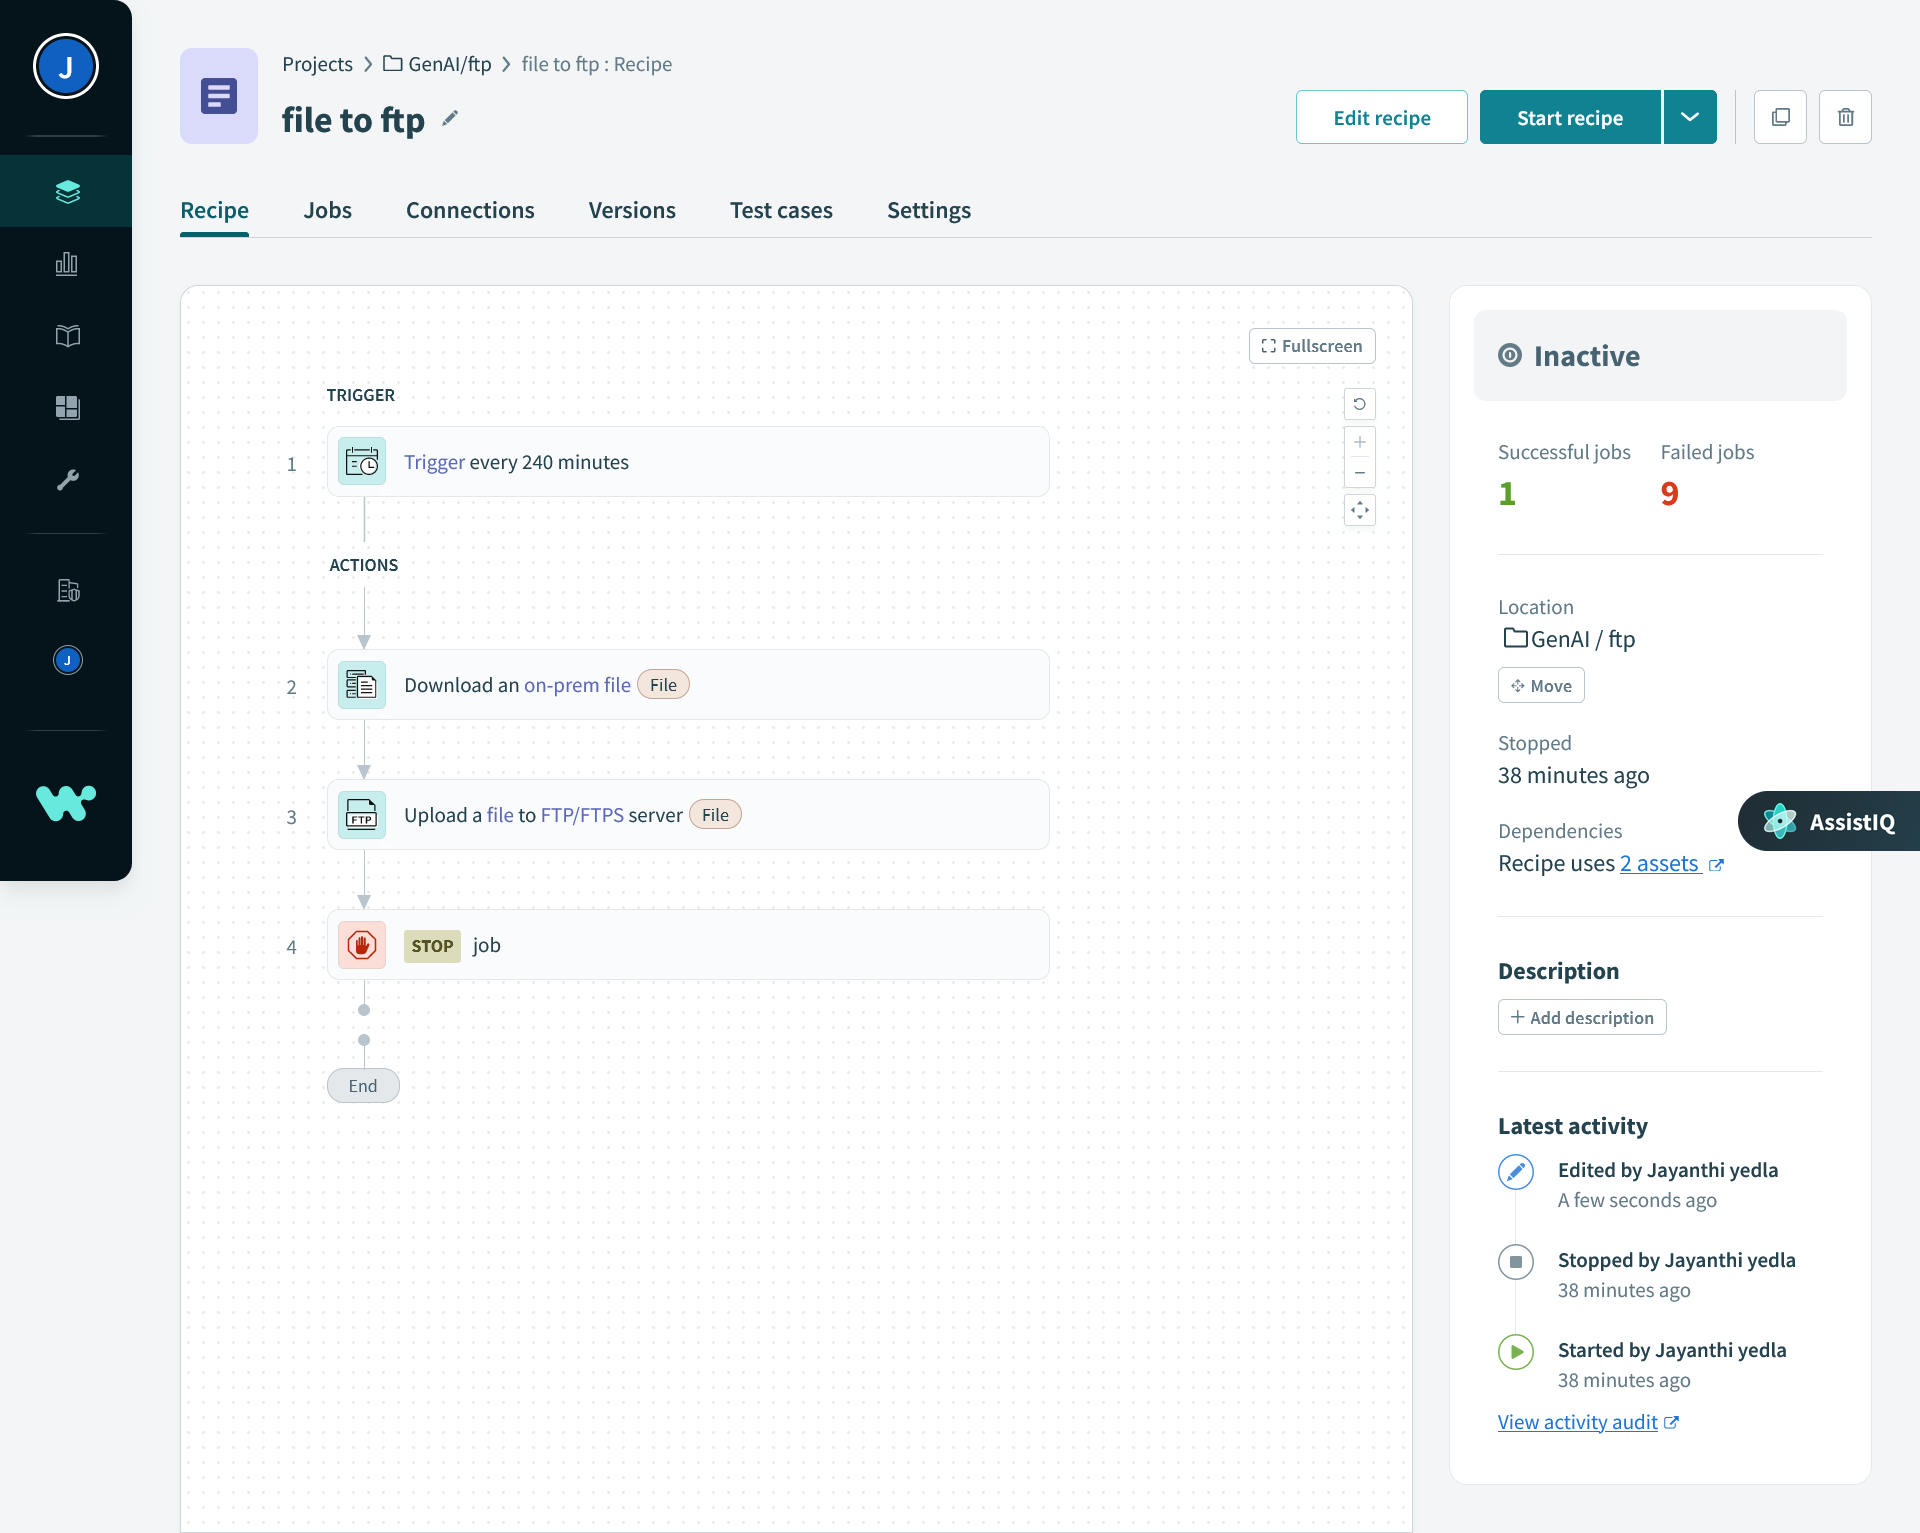 J
Projects > GenAI/ftp > file to ftp : Recipe
file to ftp
Edit recipe
Start recipe
Recipe Jobs Connections Versions Test cases Settings
Fullscreen
TRIGGER
1 Trigger every 240 minutes
ACTIONS
2 Download an on-prem file File
3 FTP Upload a file to FTP/FTPS server File
4 STOP job
End
Inactive
Successful jobs Failed jobs
1 9
Location
GenAI / ftp
Move
Stopped
38 minutes ago
Dependencies
Recipe uses 2 assets
AssistIQ
Description
+ Add description
Latest activity
Edited by Jayanthi yedla
A few seconds ago
Stopped by Jayanthi yedla
38 minutes ago
Started by Jayanthi yedla
38 minutes ago
View activity audit
J